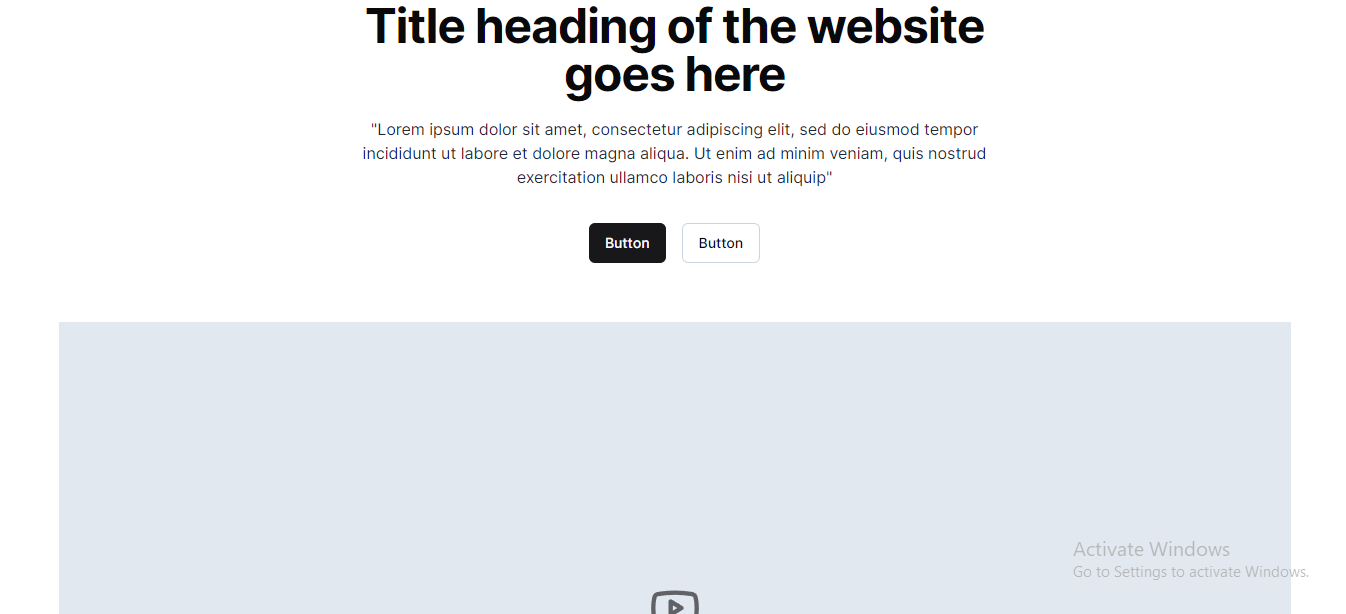 Title heading of the website
goes here
"Lorem ipsum dolor sit amet, consectetur adipiscing elit, sed do eiusmod tempor
incididunt ut labore et dolore magna aliqua. Ut enim ad minim veniam, quis nostrud
exercitation ullamco laboris nisi ut aliquip"
Button Button
Activate Windows
Go to Settings to activate Windows.